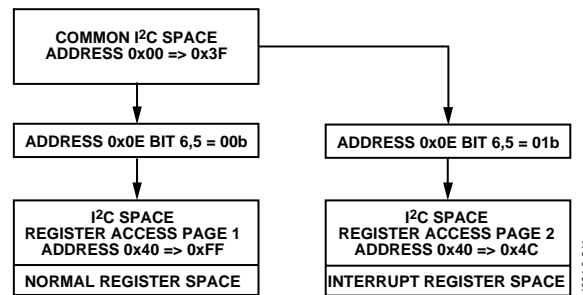 COMMON I²C SPACE
ADDRESS 0x00 => 0x3F
ADDRESS 0x0E BIT 6,5 = 00b
ADDRESS 0x0E BIT 6,5 = 01b
I²C SPACE
REGISTER ACCESS PAGE 1
ADDRESS 0x40 => 0xFF
NORMAL REGISTER SPACE
I²C SPACE
REGISTER ACCESS PAGE 2
ADDRESS 0x40 => 0x4C
INTERRUPT REGISTER SPACE